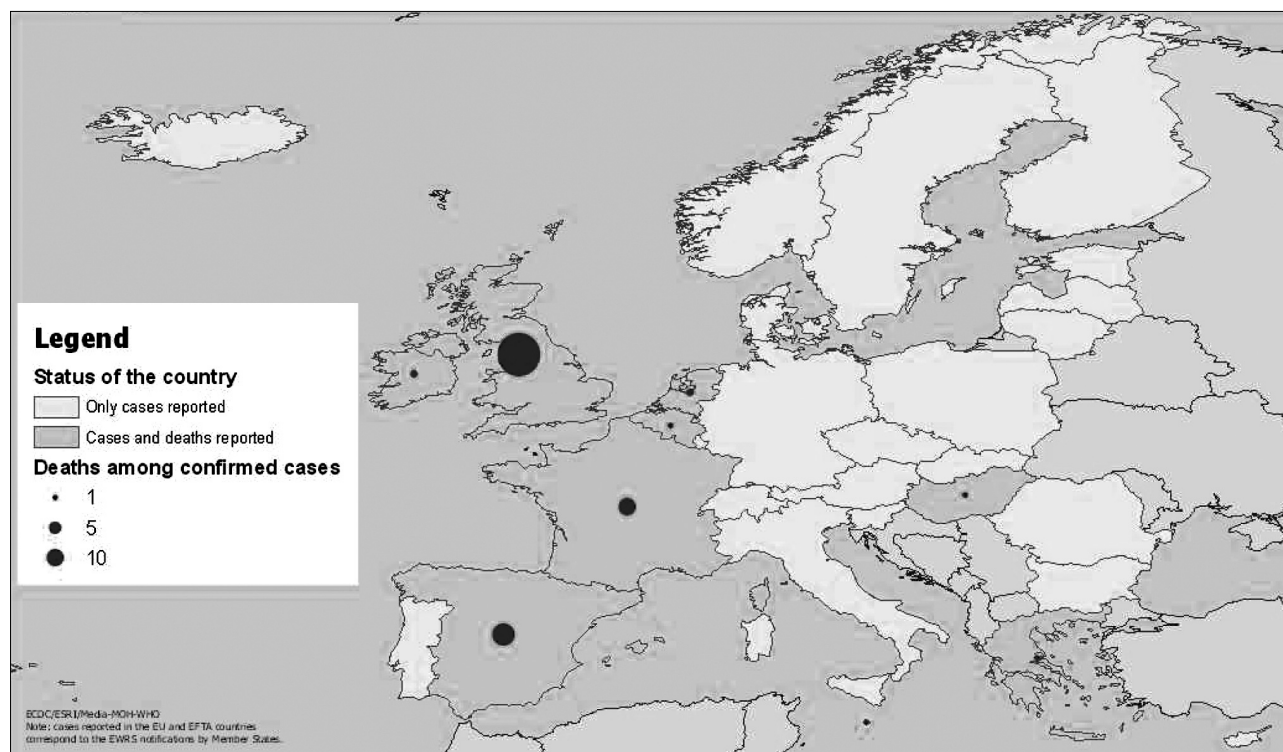 Legend
Status of the country
Only cases reported
Cases and deaths reported
Deaths among confirmed cases
1
5
10
ECDC/ESRI/Media-MOH-WHO
Note: cases reported in the EU and EFTA countries
correspond to the EWRS notifications by Member States.